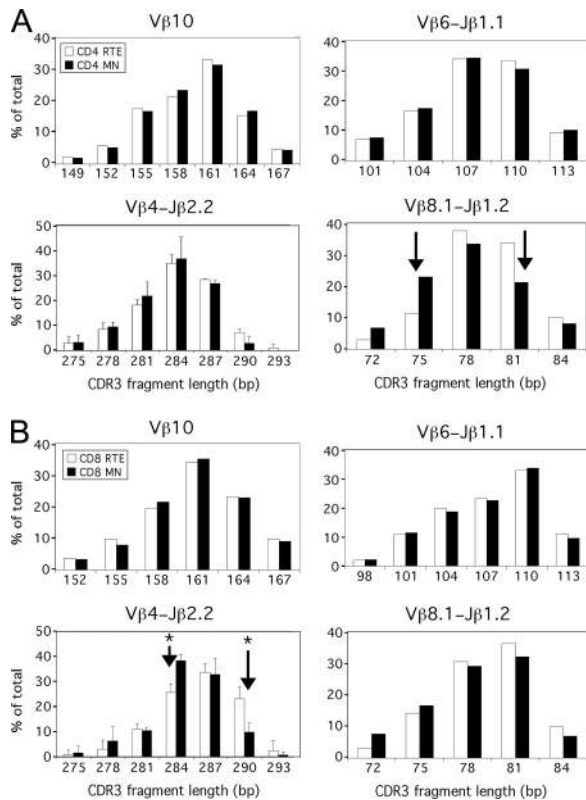 A
Vβ10
CD4 RTE
CD4 MN
% of total
40
30
20
10
0
149 152 155 158 161 164 167
Vβ6–Jβ1.1
40
30
20
10
0
101 104 107 110 113
Vβ4–Jβ2.2
% of total
50
40
30
20
10
0
275 278 281 284 287 290 293
CDR3 fragment length (bp)
Vβ8.1–Jβ1.2
40
30
20
10
0
72 75 78 81 84
CDR3 fragment length (bp)
B
Vβ10
CD8 RTE
CD8 MN
% of total
40
30
20
10
0
152 155 158 161 164 167
Vβ6–Jβ1.1
40
30
20
10
0
98 101 104 107 110 113
Vβ4–Jβ2.2
* *
% of total
50
40
30
20
10
0
275 278 281 284 287 290 293
CDR3 fragment length (bp)
Vβ8.1–Jβ1.2
40
30
20
10
0
72 75 78 81 84
CDR3 fragment length (bp)